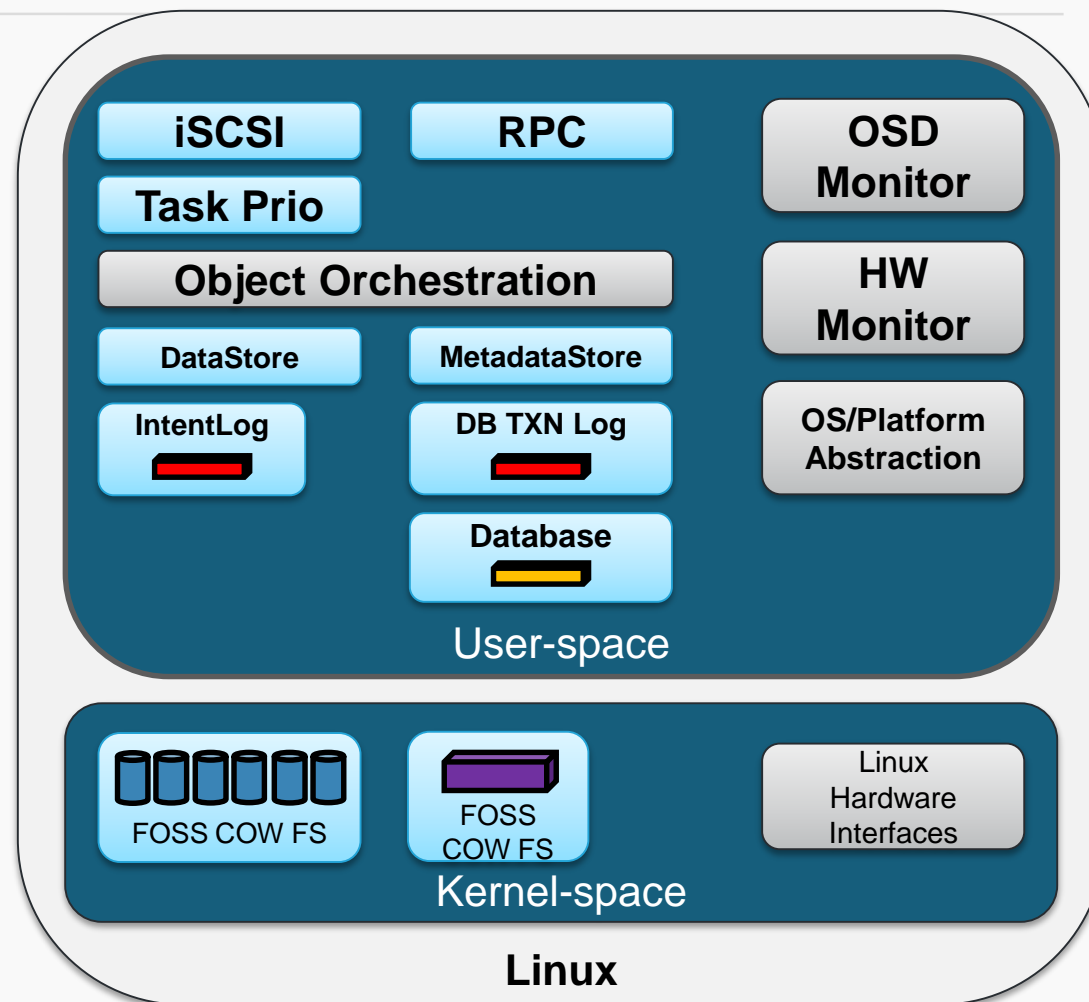 iSCSI
RPC
OSD
Monitor
Task Prio
Object Orchestration
HW
Monitor
DataStore
MetadataStore
IntentLog
DB TXN Log
OS/Platform
Abstraction
Database
User-space
FOSS COW FS
FOSS
COW FS
Linux
Hardware
Interfaces
Kernel-space
Linux